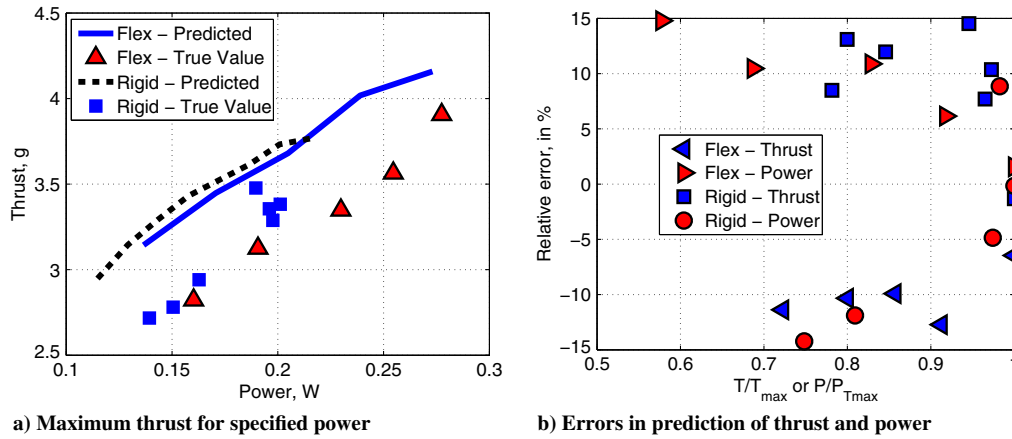 4.5
4
3.5
3
2.5
Thrust, g
Flex – Predicted
Flex – True Value
Rigid – Predicted
Rigid – True Value
0.1
0.15
0.2
0.25
0.3
Power, W
a) Maximum thrust for specified power
15
10
5
0
−5
−10
−15
Relative error, in %
Flex – Thrust
Flex – Power
Rigid – Thrust
Rigid – Power
0.5
0.6
0.7
0.8
0.9
T/Tmax or P/PTmax
b) Errors in prediction of thrust and power